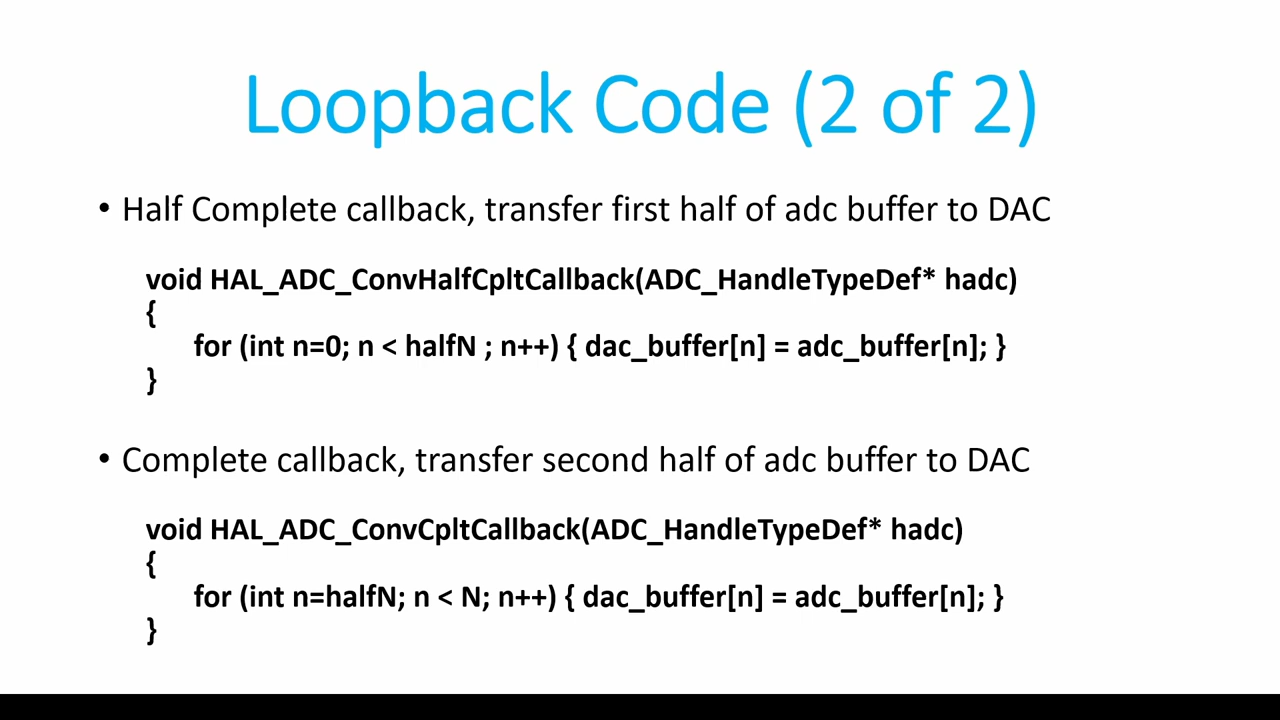 Loopback Code (2 of 2)
• Half Complete callback, transfer first half of adc buffer to DAC
void HAL_ADC_ConvHalfCpltCallback(ADC_HandleTypeDef* hadc)
{
for (int n=0; n < halfN ; n++) { dac_buffer[n] = adc_buffer[n]; }
}
• Complete callback, transfer second half of adc buffer to DAC
void HAL_ADC_ConvCpltCallback(ADC_HandleTypeDef* hadc)
{
for (int n=halfN; n < N; n++) { dac_buffer[n] = adc_buffer[n]; }
}